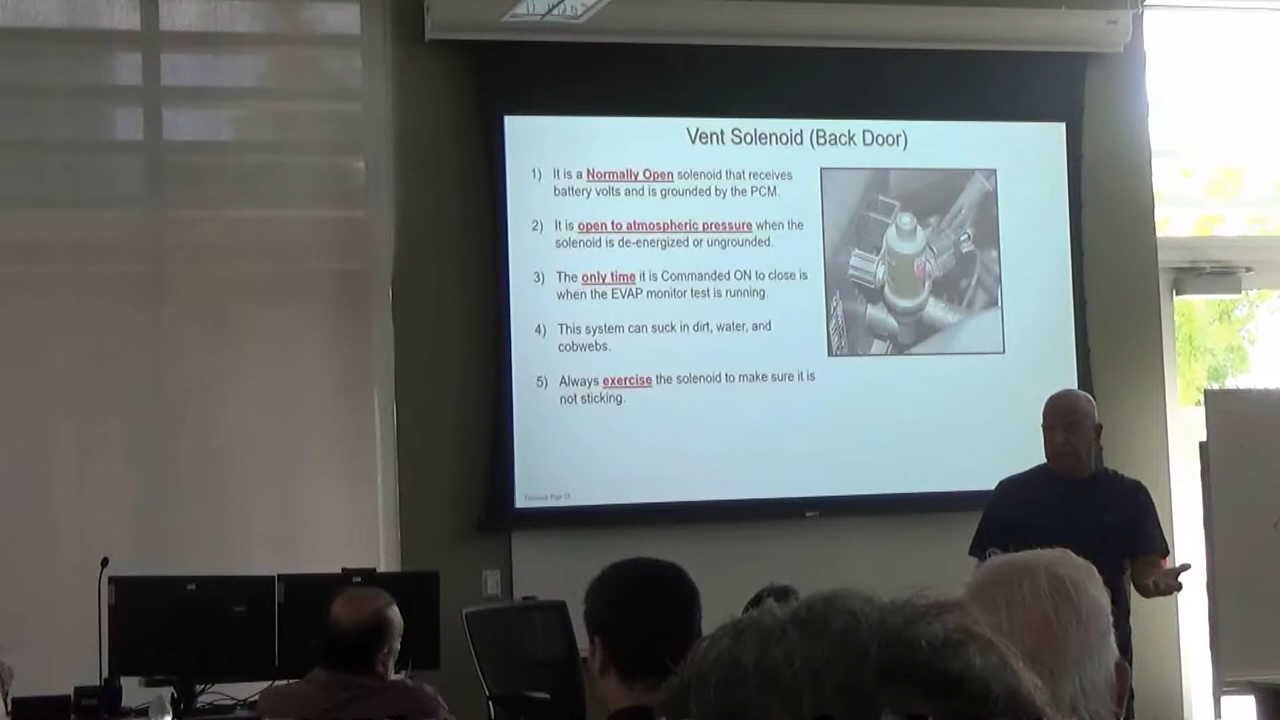 Vent Solenoid (Back Door)
1) It is a Normally Open solenoid that receives
battery volts and is grounded by the PCM.
2) It is open to atmospheric pressure when the
solenoid is de-energized or ungrounded.
3) The only time it is Commanded ON to close is
when the EVAP monitor test is running.
4) This system can suck in dirt, water, and
cobwebs.
5) Always exercise the solenoid to make sure it is
not sticking.